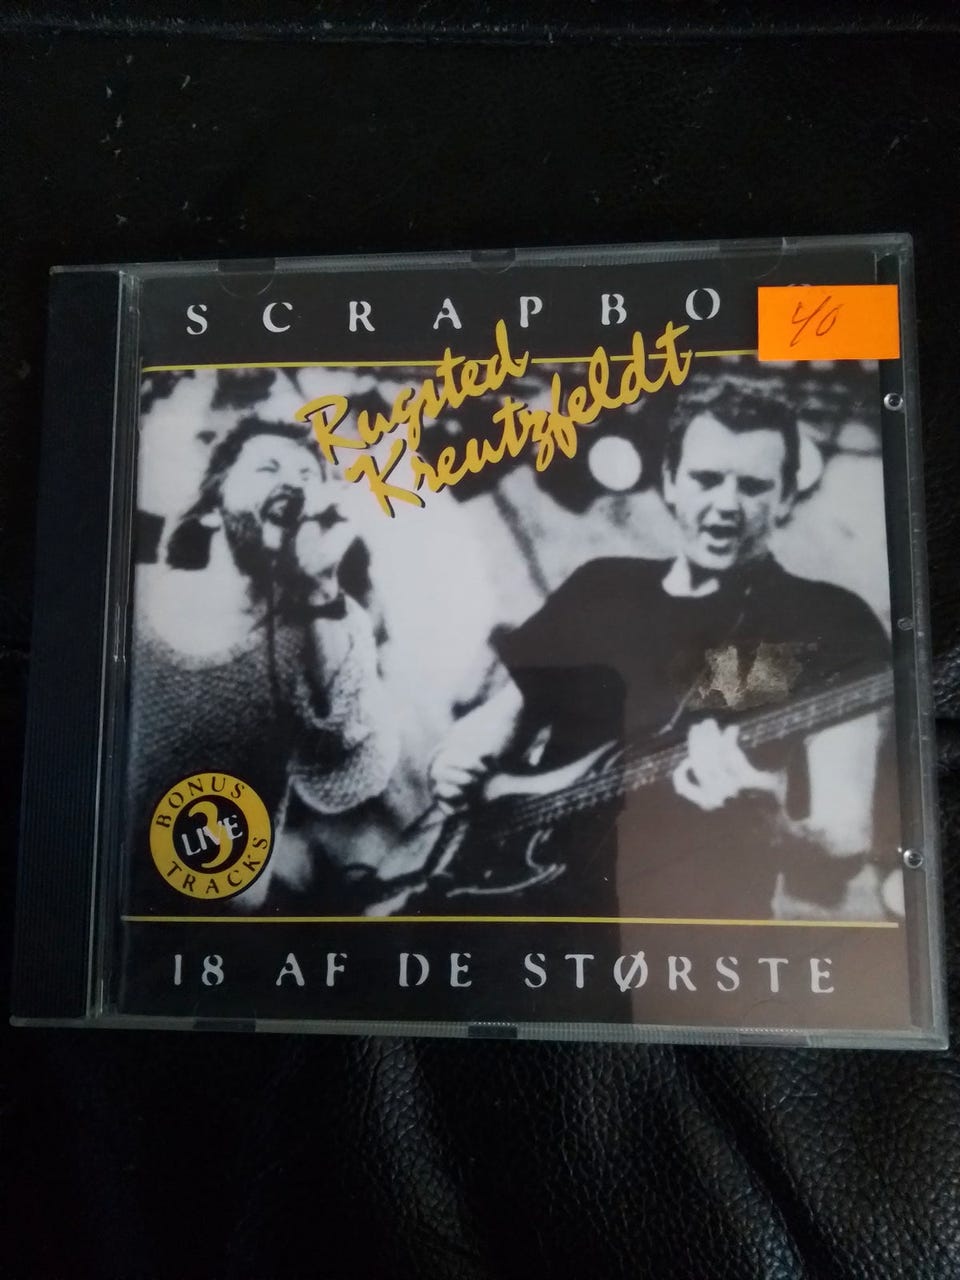 SCRAPBO
40
Rugsted
Kreutzfeldt
BONUS
3
LIVE
TRACKS
18 AF DE STØRSTE